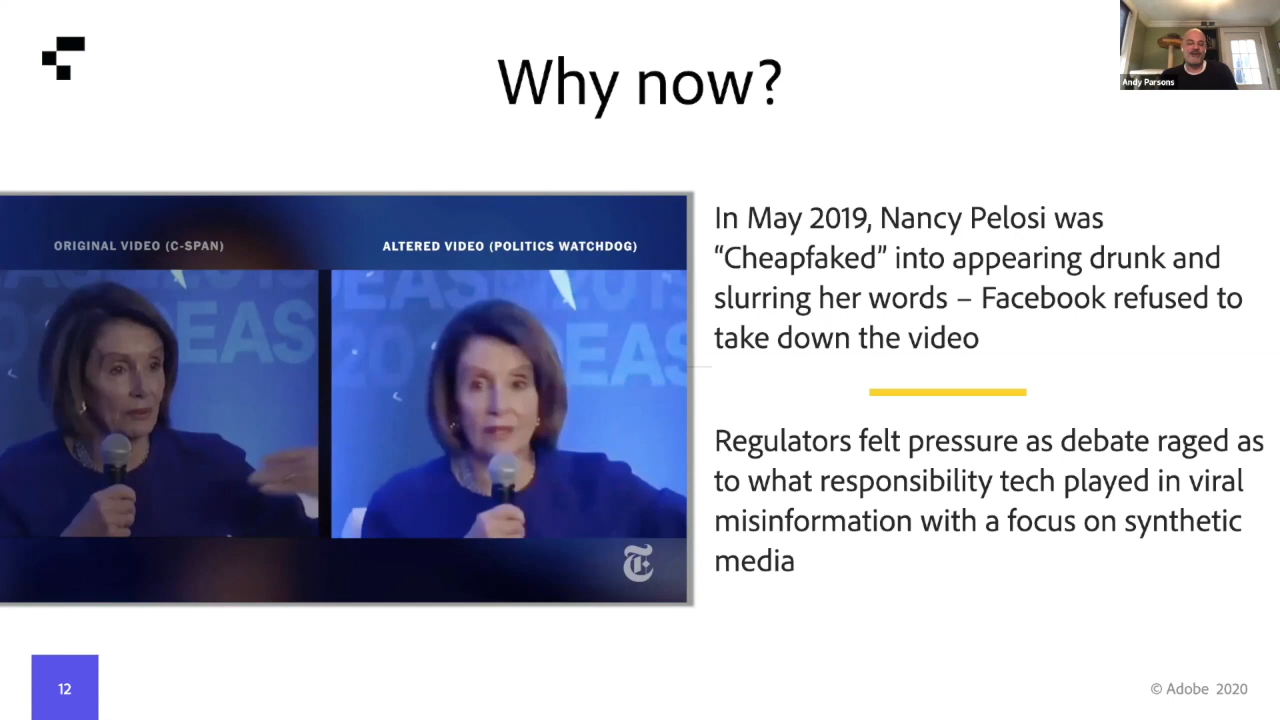 Why now?
Andy Parsons
ORIGINAL VIDEO (C-SPAN)
ALTERED VIDEO (POLITICS WATCHDOG)
In May 2019, Nancy Pelosi was
“Cheapfaked” into appearing drunk and
slurring her words – Facebook refused to
take down the video
Regulators felt pressure as debate raged as
to what responsibility tech played in viral
misinformation with a focus on synthetic
media
12
© Adobe 2020